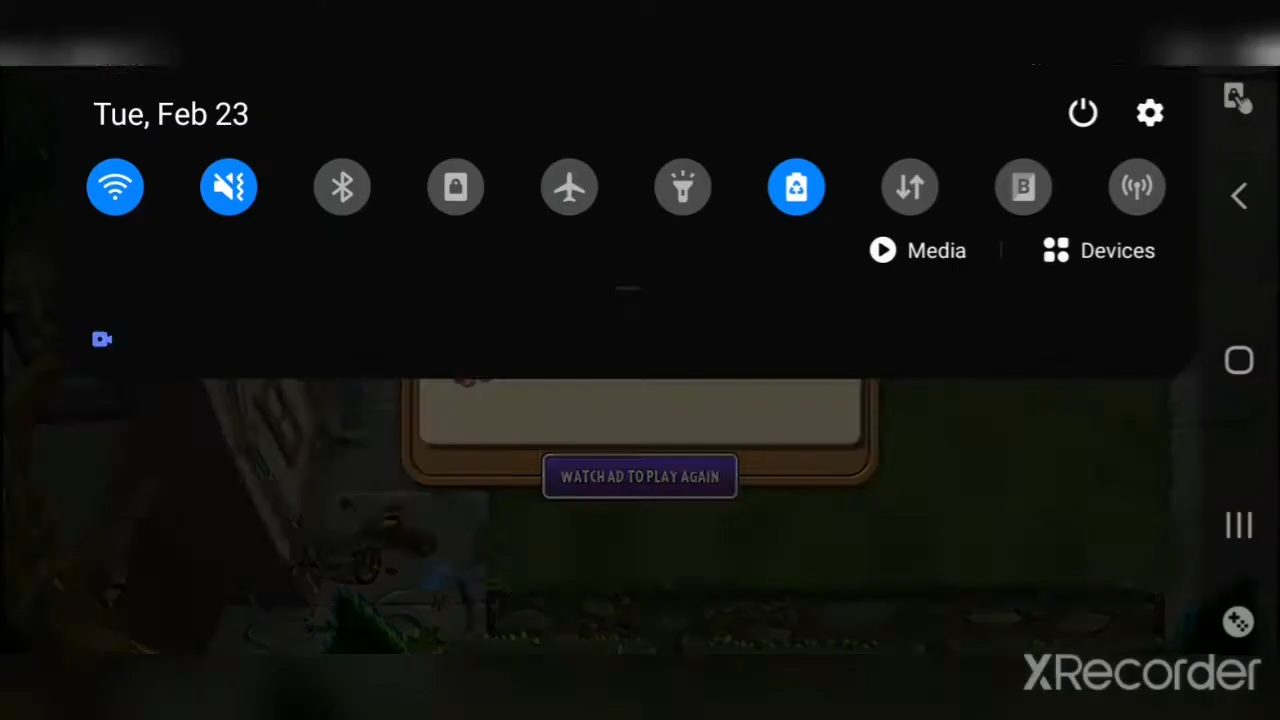 Tue, Feb 23
B
Media
Devices
WATCH AD TO PLAY AGAIN
XRecorder